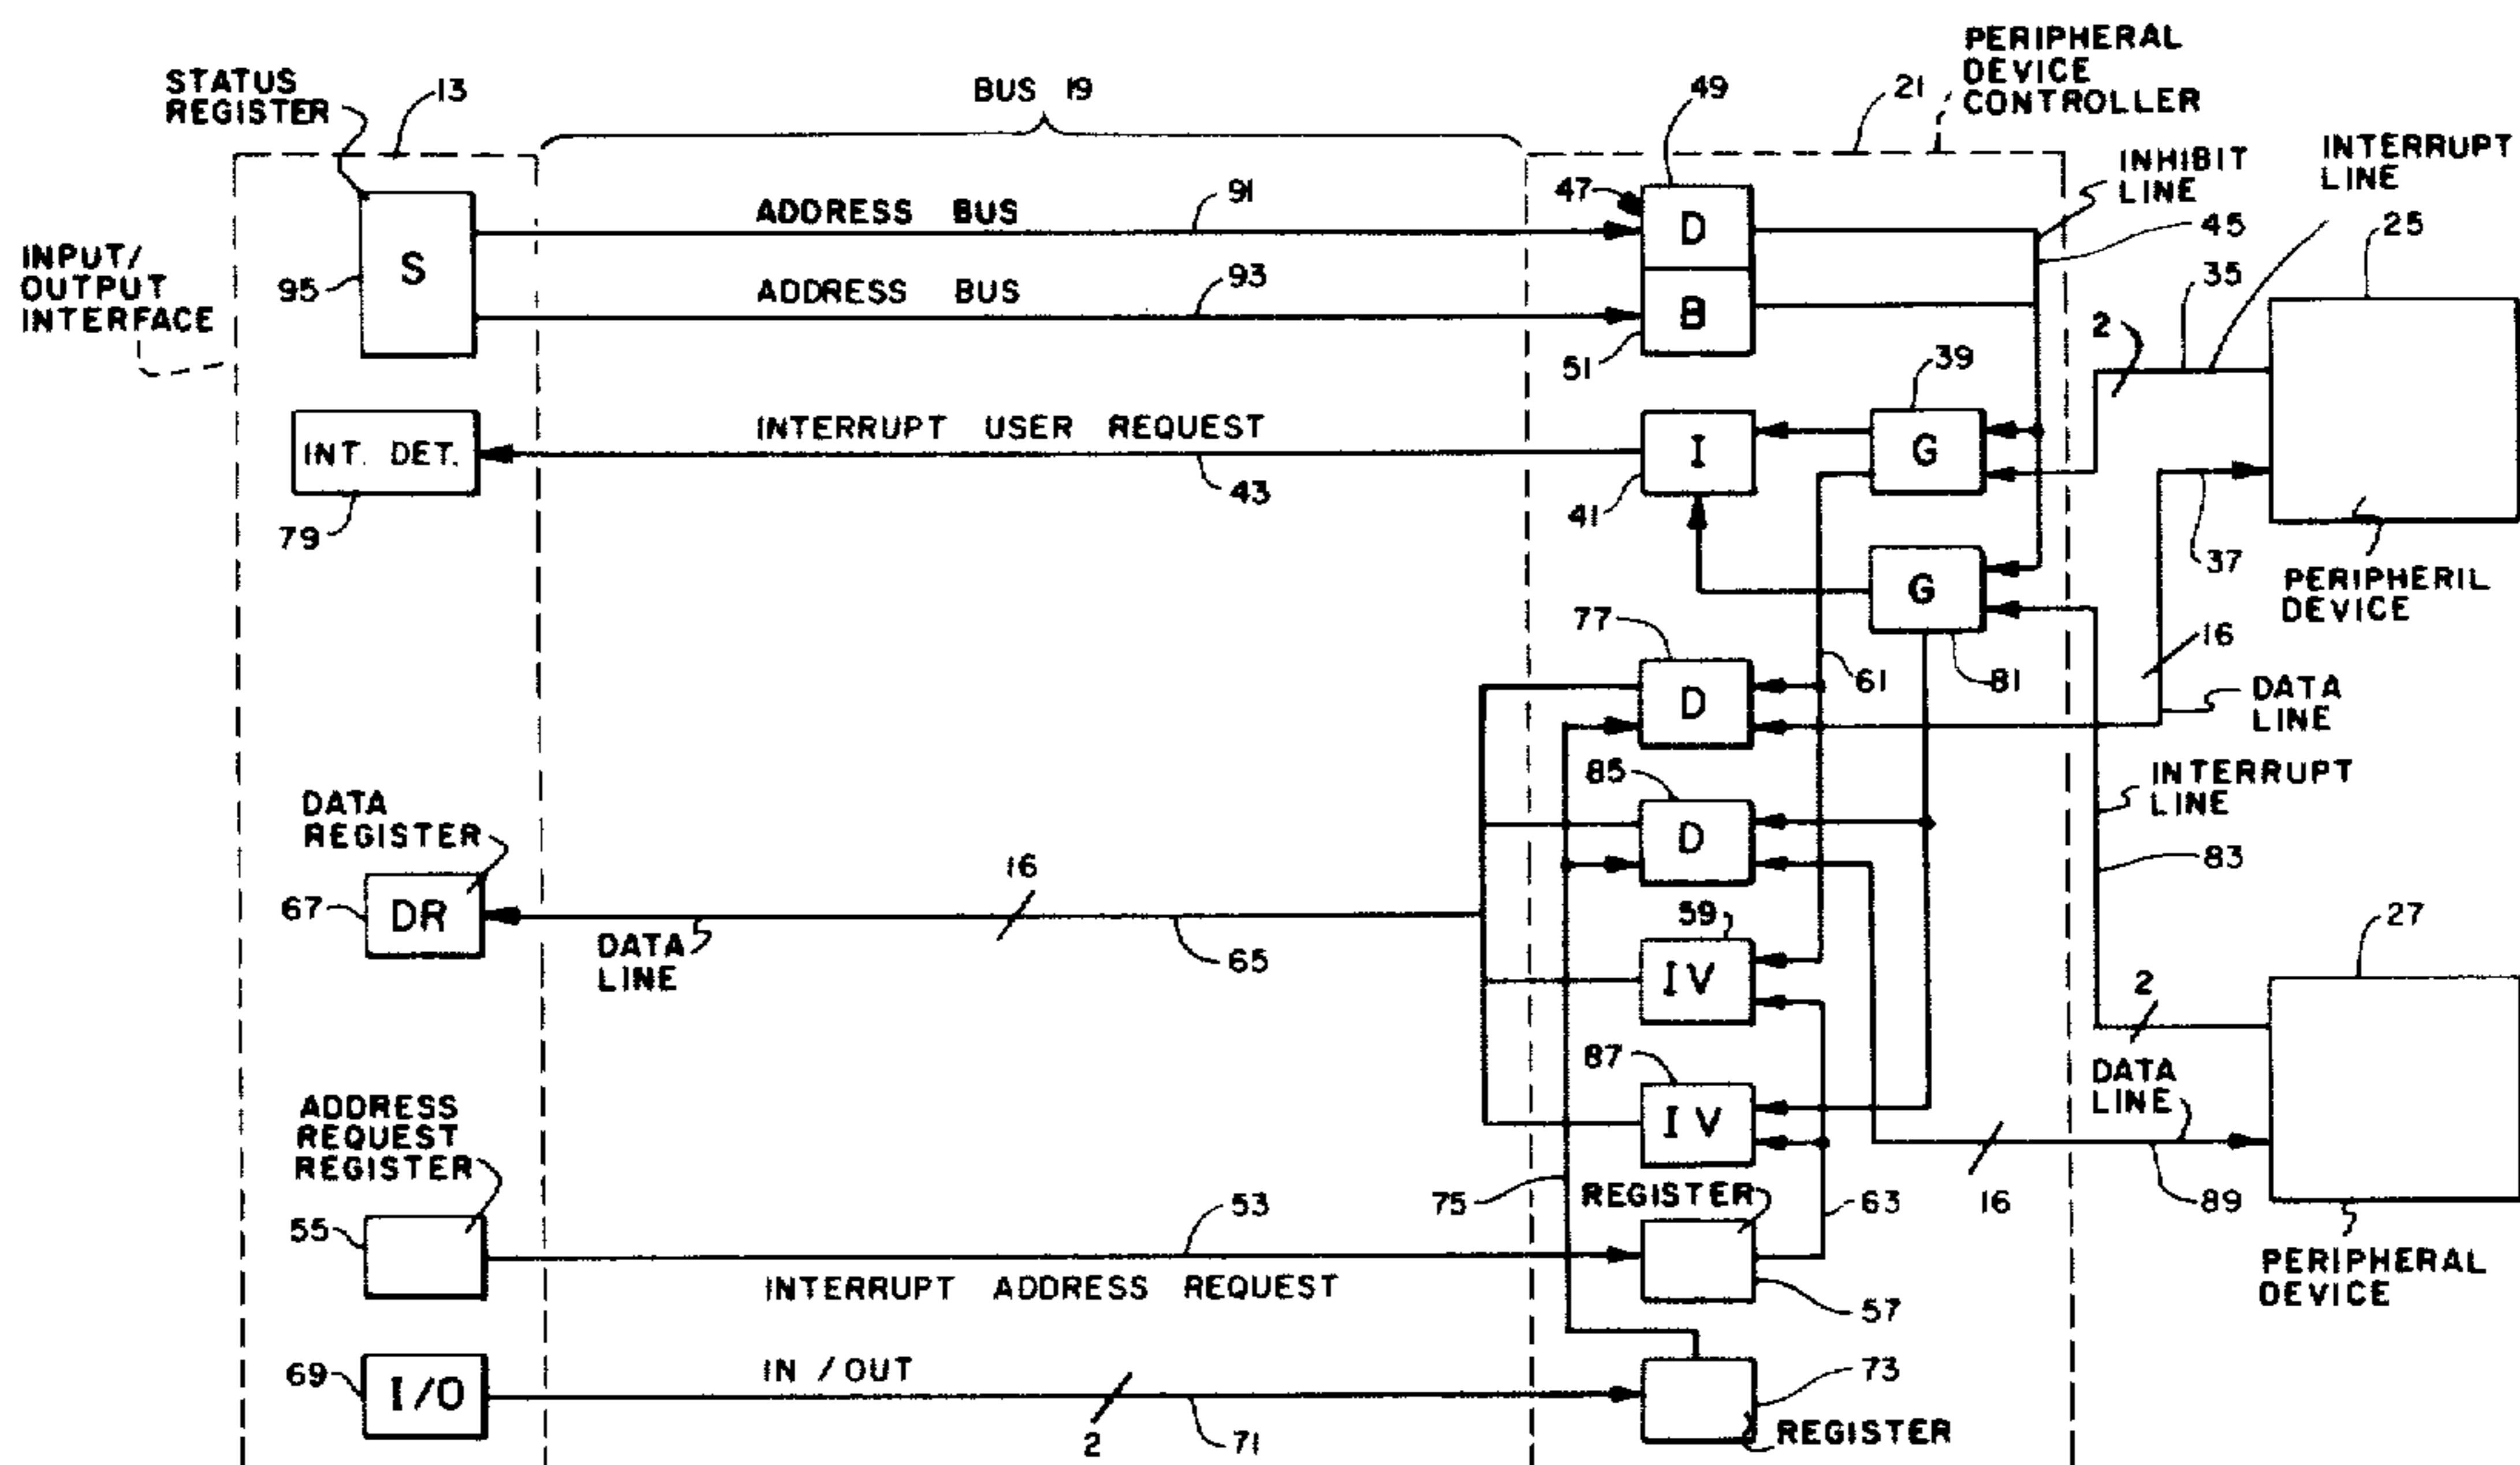 PERIPHERAL
DEVICE
CONTROLLER
STATUS
REGISTER
13
BUS 19
49
21
INTERRUPT
LINE
INHIBIT
LINE
47
91
ADDRESS BUS
D
45
25
INPUT/
OUTPUT
INTERFACE
S
95
93
ADDRESS BUS
B
35
2
51
39
INTERRUPT USER REQUEST
INT. DET.
I
G
43
41
79
37
G
PERIPHERIL
DEVICE
77
16
61
81
D
DATA
LINE
85
INTERRUPT
LINE
DATA
REGISTER
D
16
83
67
DR
59
27
DATA
LINE
65
IV
2
87
DATA
LINE
ADDRESS
REQUEST
REGISTER
IV
75
REGISTER
63
16
89
55
53
INTERRUPT ADDRESS REQUEST
PERIPHERAL
DEVICE
57
69
I/O
IN / OUT
73
2
71
REGISTER